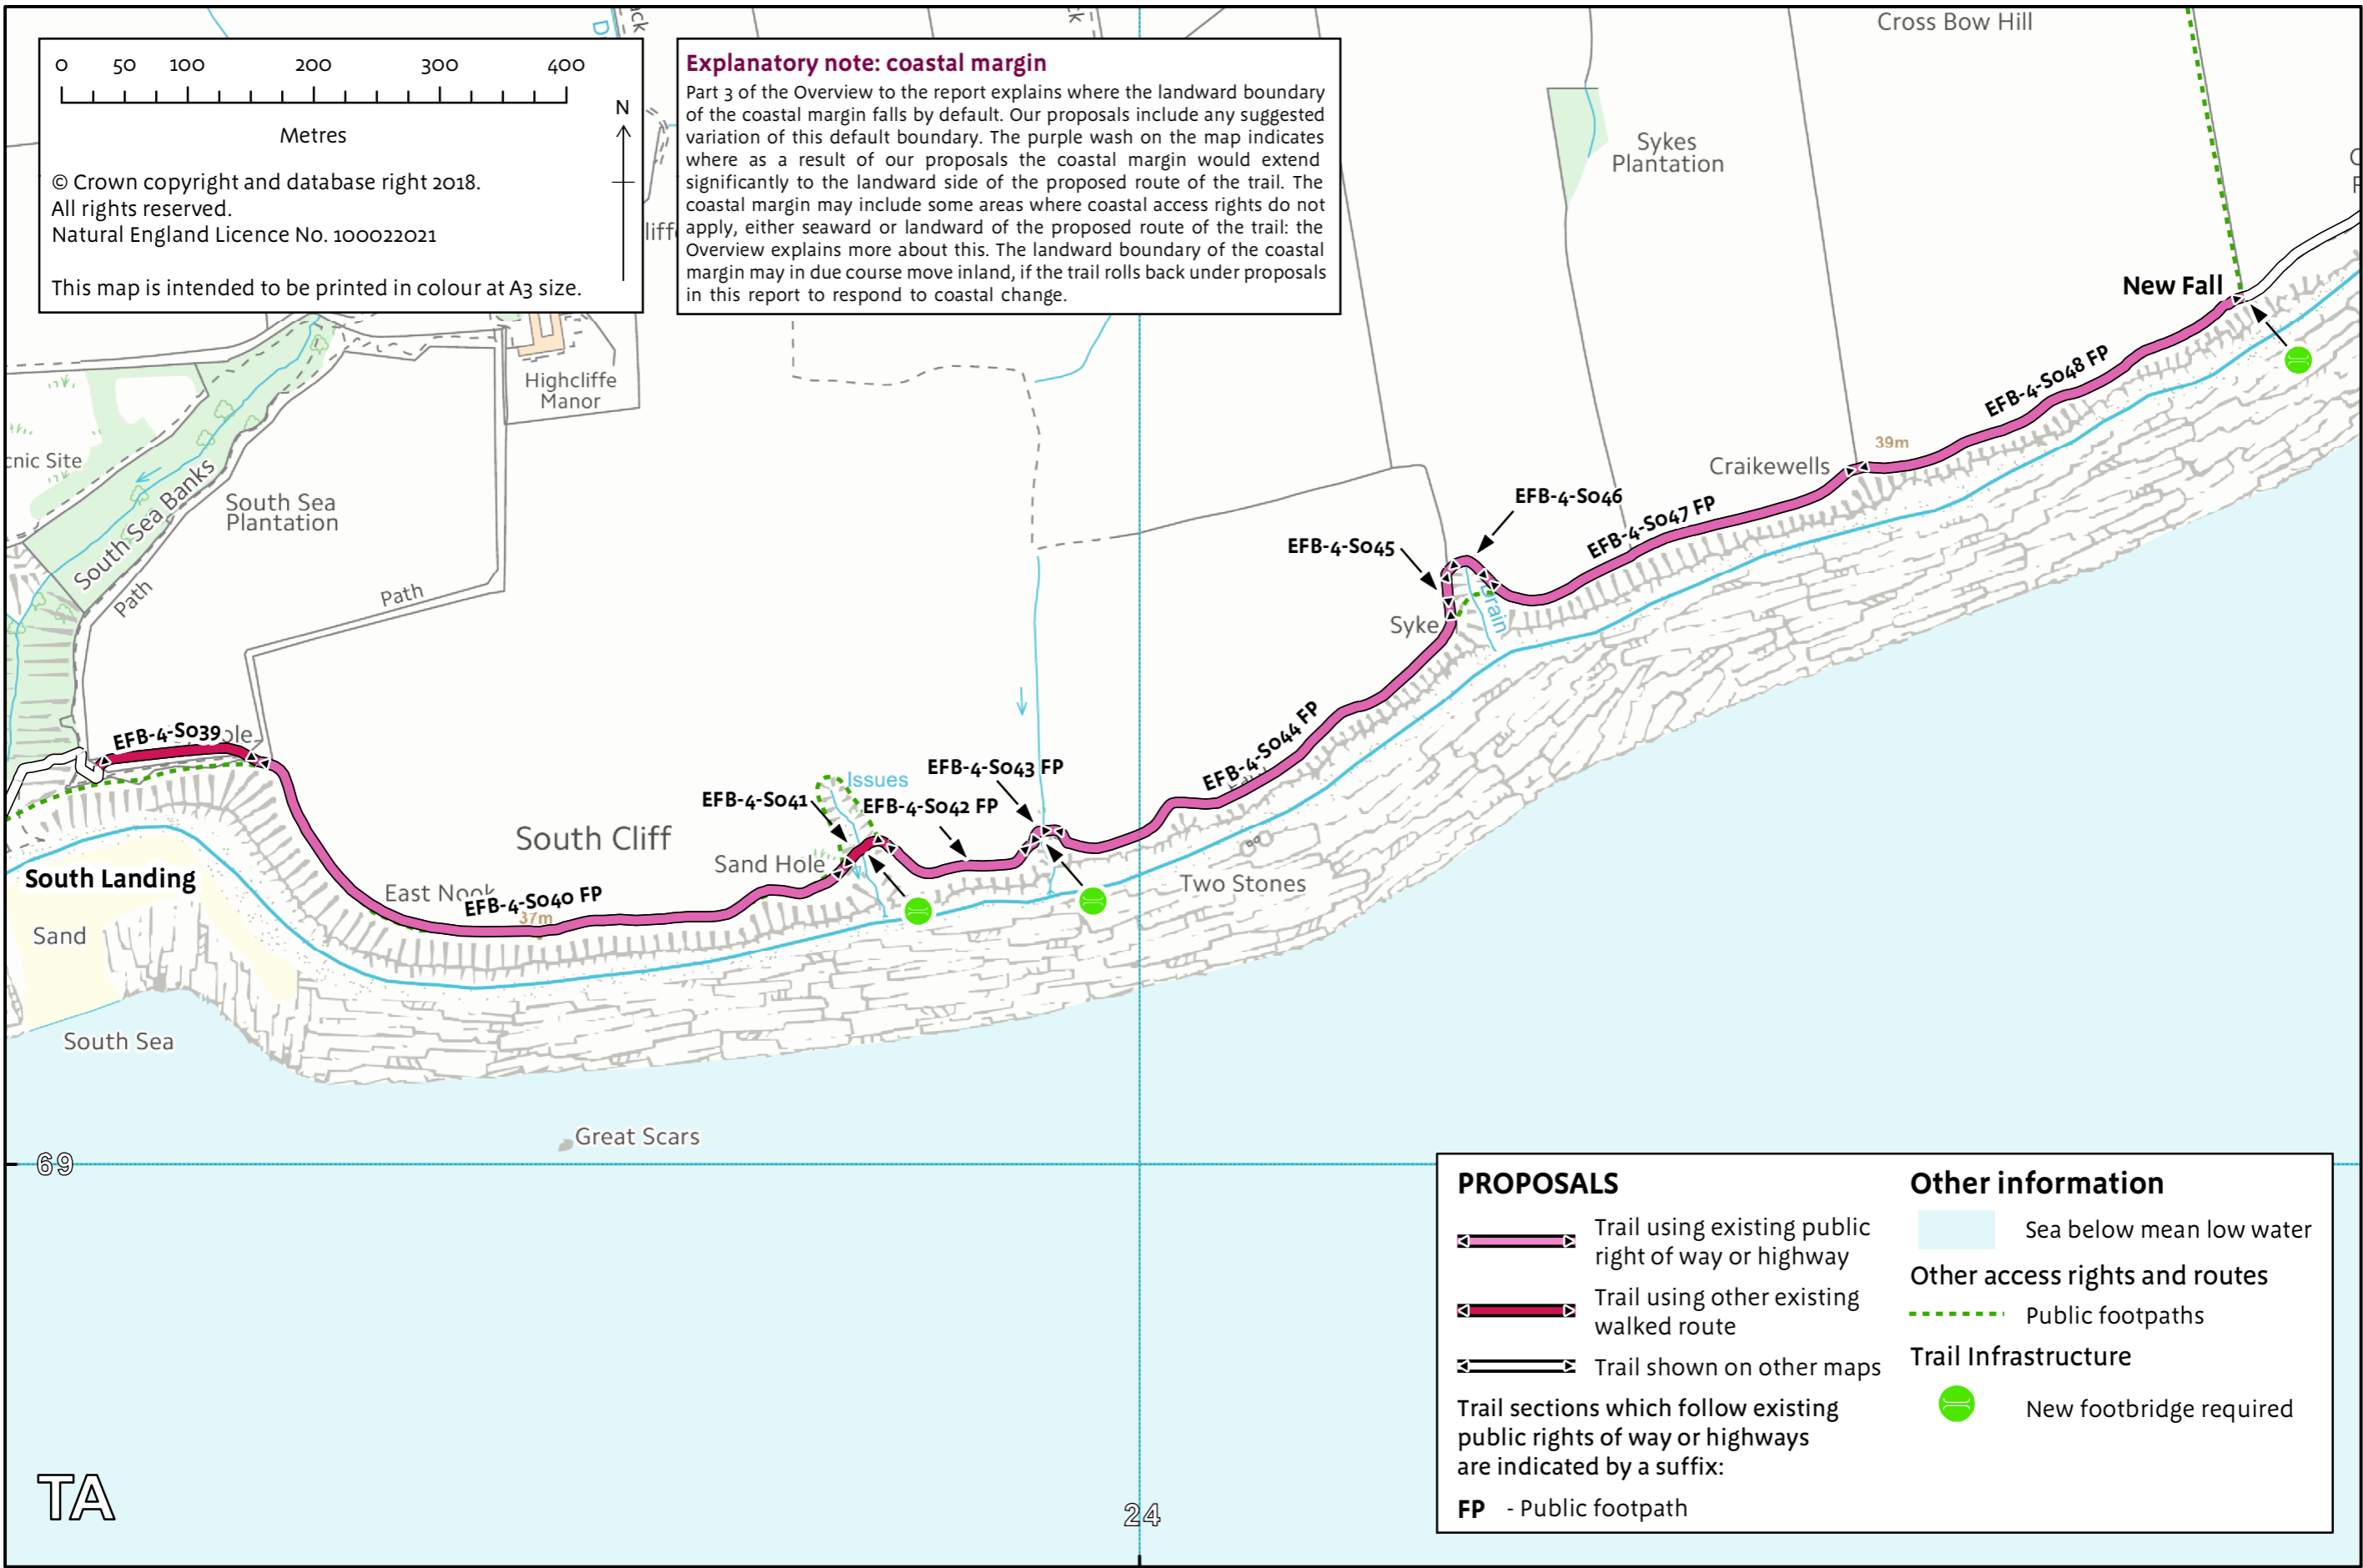 0 50 100 200 300 400
Metres
© Crown copyright and database right 2018.
All rights reserved.
Natural England Licence No. 100022021
This map is intended to be printed in colour at A3 size.
N
Explanatory note: coastal margin
Part 3 of the Overview to the report explains where the landward boundary
of the coastal margin falls by default. Our proposals include any suggested
variation of this default boundary. The purple wash on the map indicates
where as a result of our proposals the coastal margin would extend
significantly to the landward side of the proposed route of the trail. The
coastal margin may include some areas where coastal access rights do not
apply, either seaward or landward of the proposed route of the trail: the
Overview explains more about this. The landward boundary of the coastal
margin may in due course move inland, if the trail rolls back under proposals
in this report to respond to coastal change.
Cross Bow Hill
Sykes
Plantation
New Fall
Highcliffe
Manor
EFB-4-S048 FP
39m
Craikewells
cnic Site
South Sea Banks
South Sea
Plantation
Path
Path
EFB-4-S046
EFB-4-S047 FP
EFB-4-S045
Drain
Syke
EFB-4-S039
EFB-4-S044 FP
EFB-4-S043 FP
Issues
EFB-4-S041
EFB-4-S042 FP
South Cliff
Sand Hole
South Landing
East Nook
EFB-4-S040 FP
37m
Two Stones
Sand
South Sea
Great Scars
69
TA
24
PROPOSALS
Trail using existing public
right of way or highway
Trail using other existing
walked route
Trail shown on other maps
Trail sections which follow existing
public rights of way or highways
are indicated by a suffix:
FP - Public footpath
Other information
Sea below mean low water
Other access rights and routes
Public footpaths
Trail Infrastructure
New footbridge required